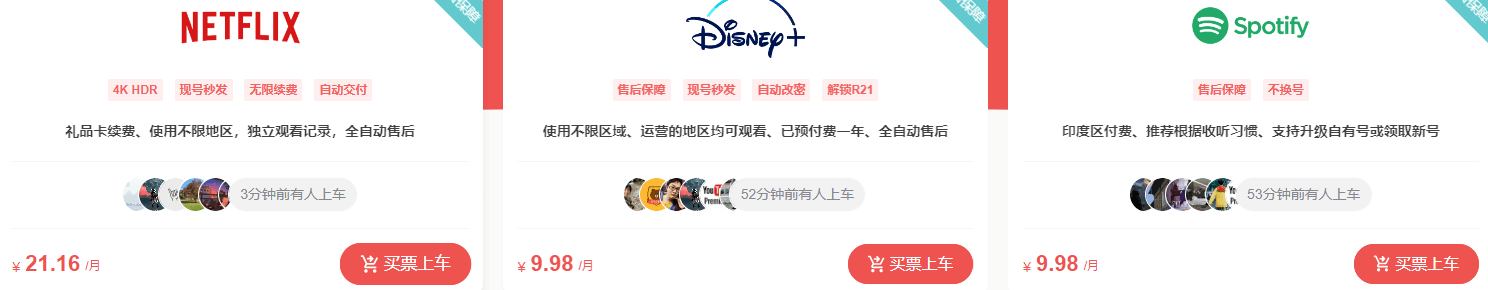 NETFLIX
4K HDR 现号秒发 无限续费 自动交付
礼品卡续费、使用不限地区，独立观看记录，全自动售后
3分钟前有人上车
¥ 21.16 /月
买票上车
保障
Disney+
售后保障 现号秒发 自动改密 解锁R21
使用不限区域、运营的地区均可观看、已预付费一年、全自动售后
52分钟前有人上车
¥ 9.98 /月
买票上车
保障
Spotify
售后保障 不换号
印度区付费、推荐根据收听习惯、支持升级自有号或领取新号
53分钟前有人上车
¥ 9.98 /月
买票上车
保障